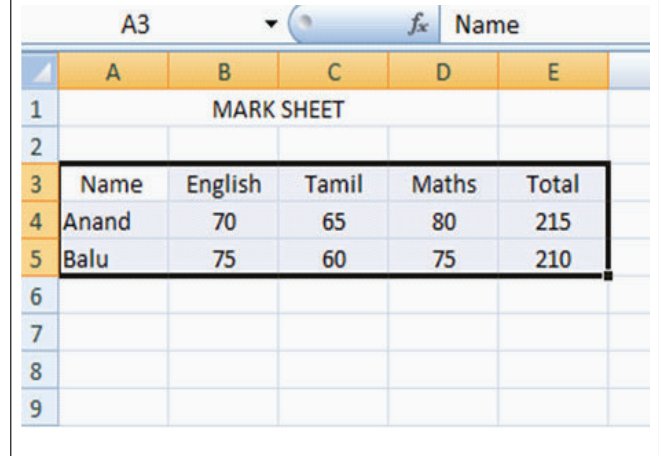 A3 fx Name
A B C D E
1 MARK SHEET
2
3 Name English Tamil Maths Total
4 Anand 70 65 80 215
5 Balu 75 60 75 210
6
7
8
9